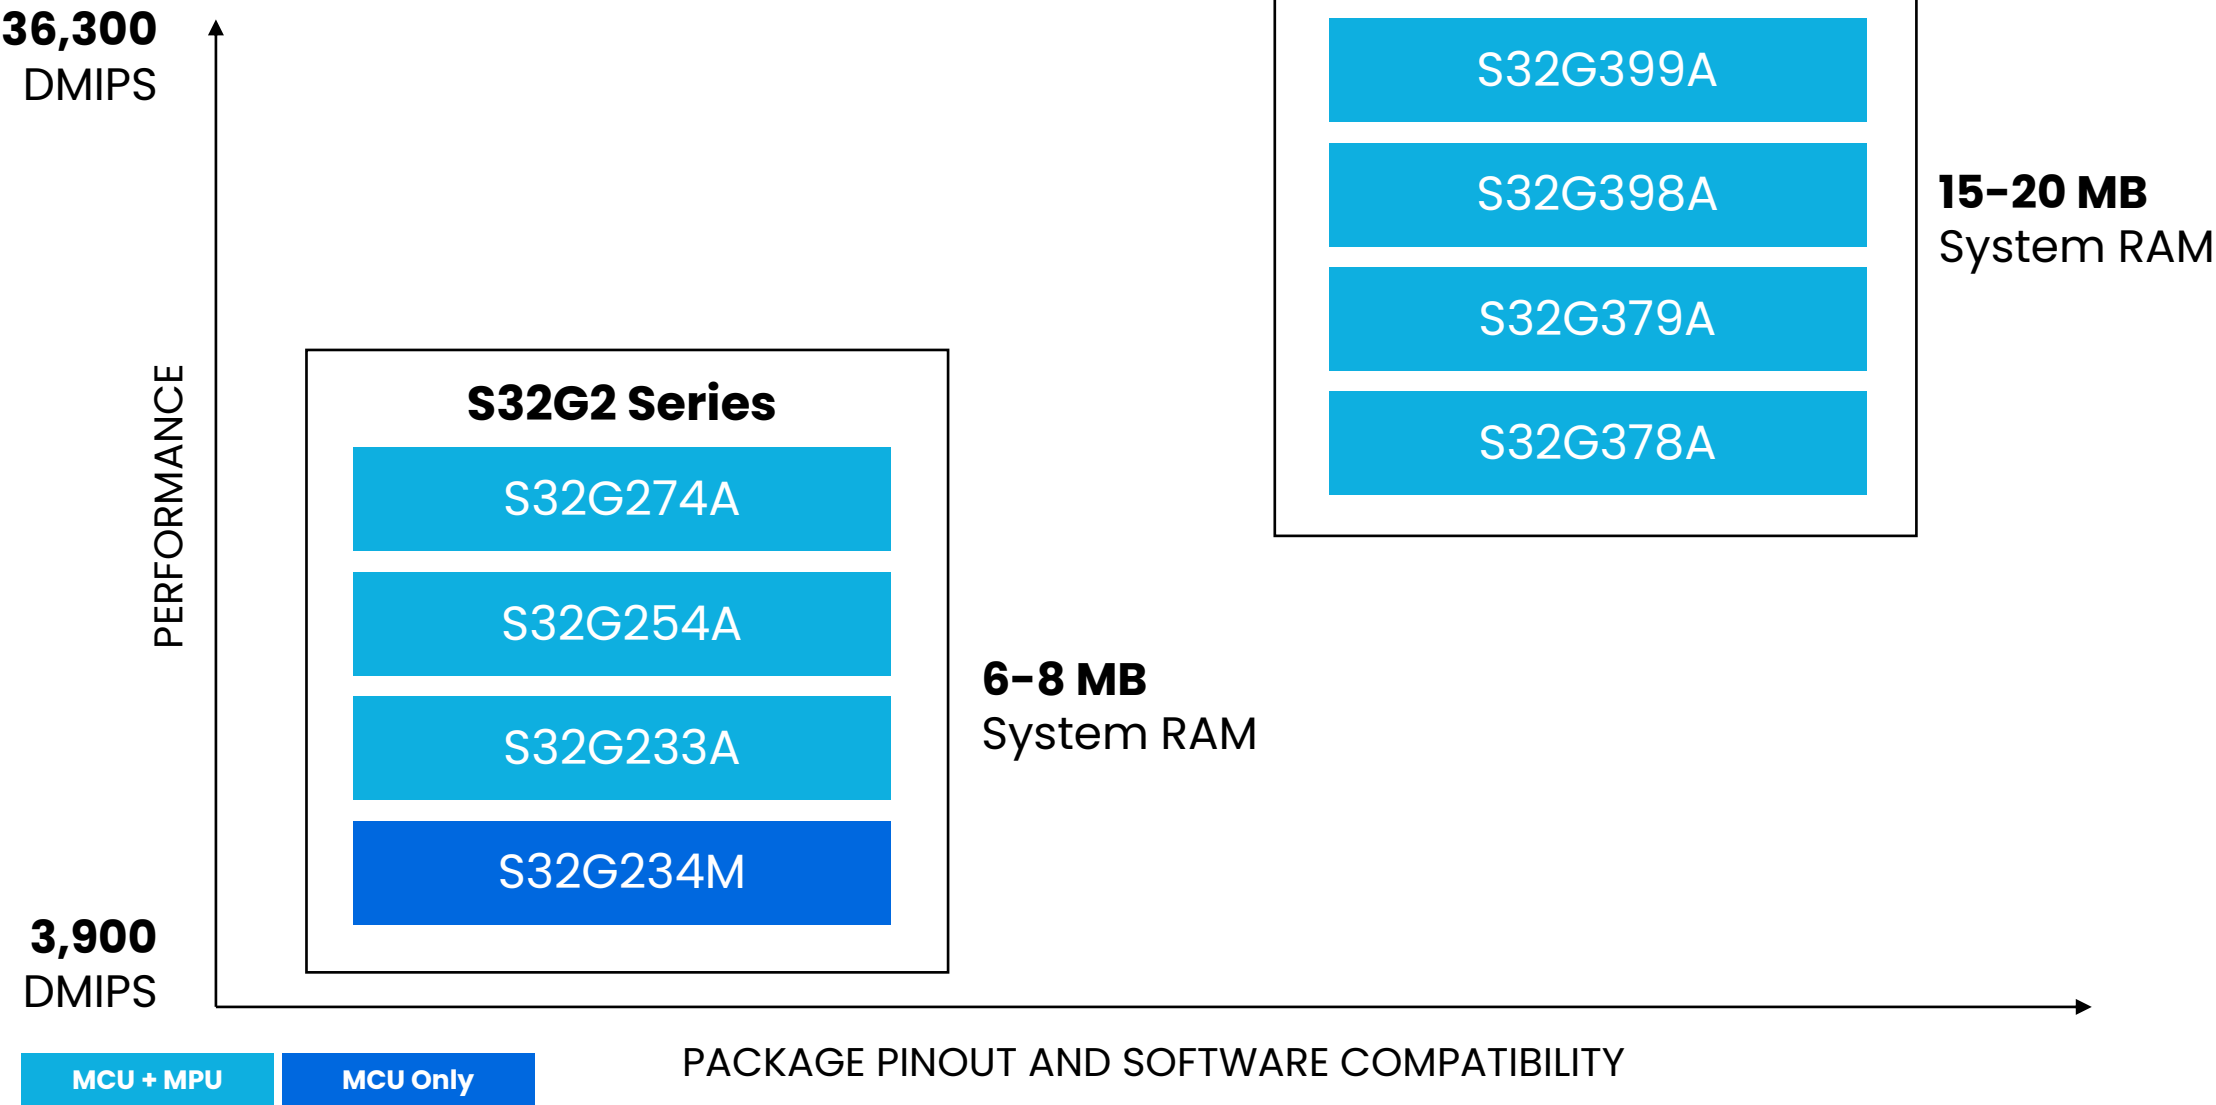 36,300
DMIPS
S32G399A
S32G398A
S32G379A
S32G378A
15-20 MB
System RAM
PERFORMANCE
S32G2 Series
S32G274A
S32G254A
S32G233A
S32G234M
6-8 MB
System RAM
3,900
DMIPS
PACKAGE PINOUT AND SOFTWARE COMPATIBILITY
MCU + MPU
MCU Only